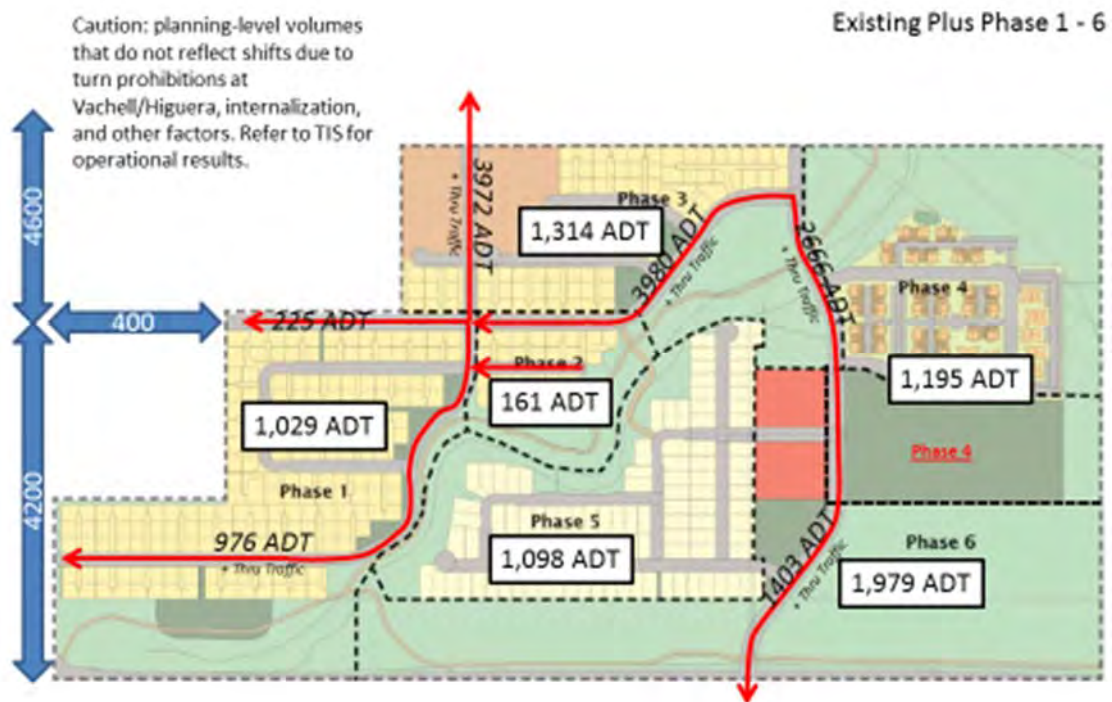 Caution: planning-level volumes
that do not reflect shifts due to
turn prohibitions at
Vachell/Higuera, internalization,
and other factors. Refer to TIS for
operational results.
Existing Plus Phase 1 - 6
4600
400
4200
3972 ADT
+ Thru Traffic
Phase 3
1,314 ADT
3980 ADT
+ Thru Traffic
2666 ADT
+ Thru Traffic
Phase 4
1,195 ADT
225 ADT
Phase 2
161 ADT
1,029 ADT
Phase 1
976 ADT
+ Thru Traffic
Phase 5
1,098 ADT
Phase 4
1403 ADT
+ Thru Traffic
Phase 6
1,979 ADT